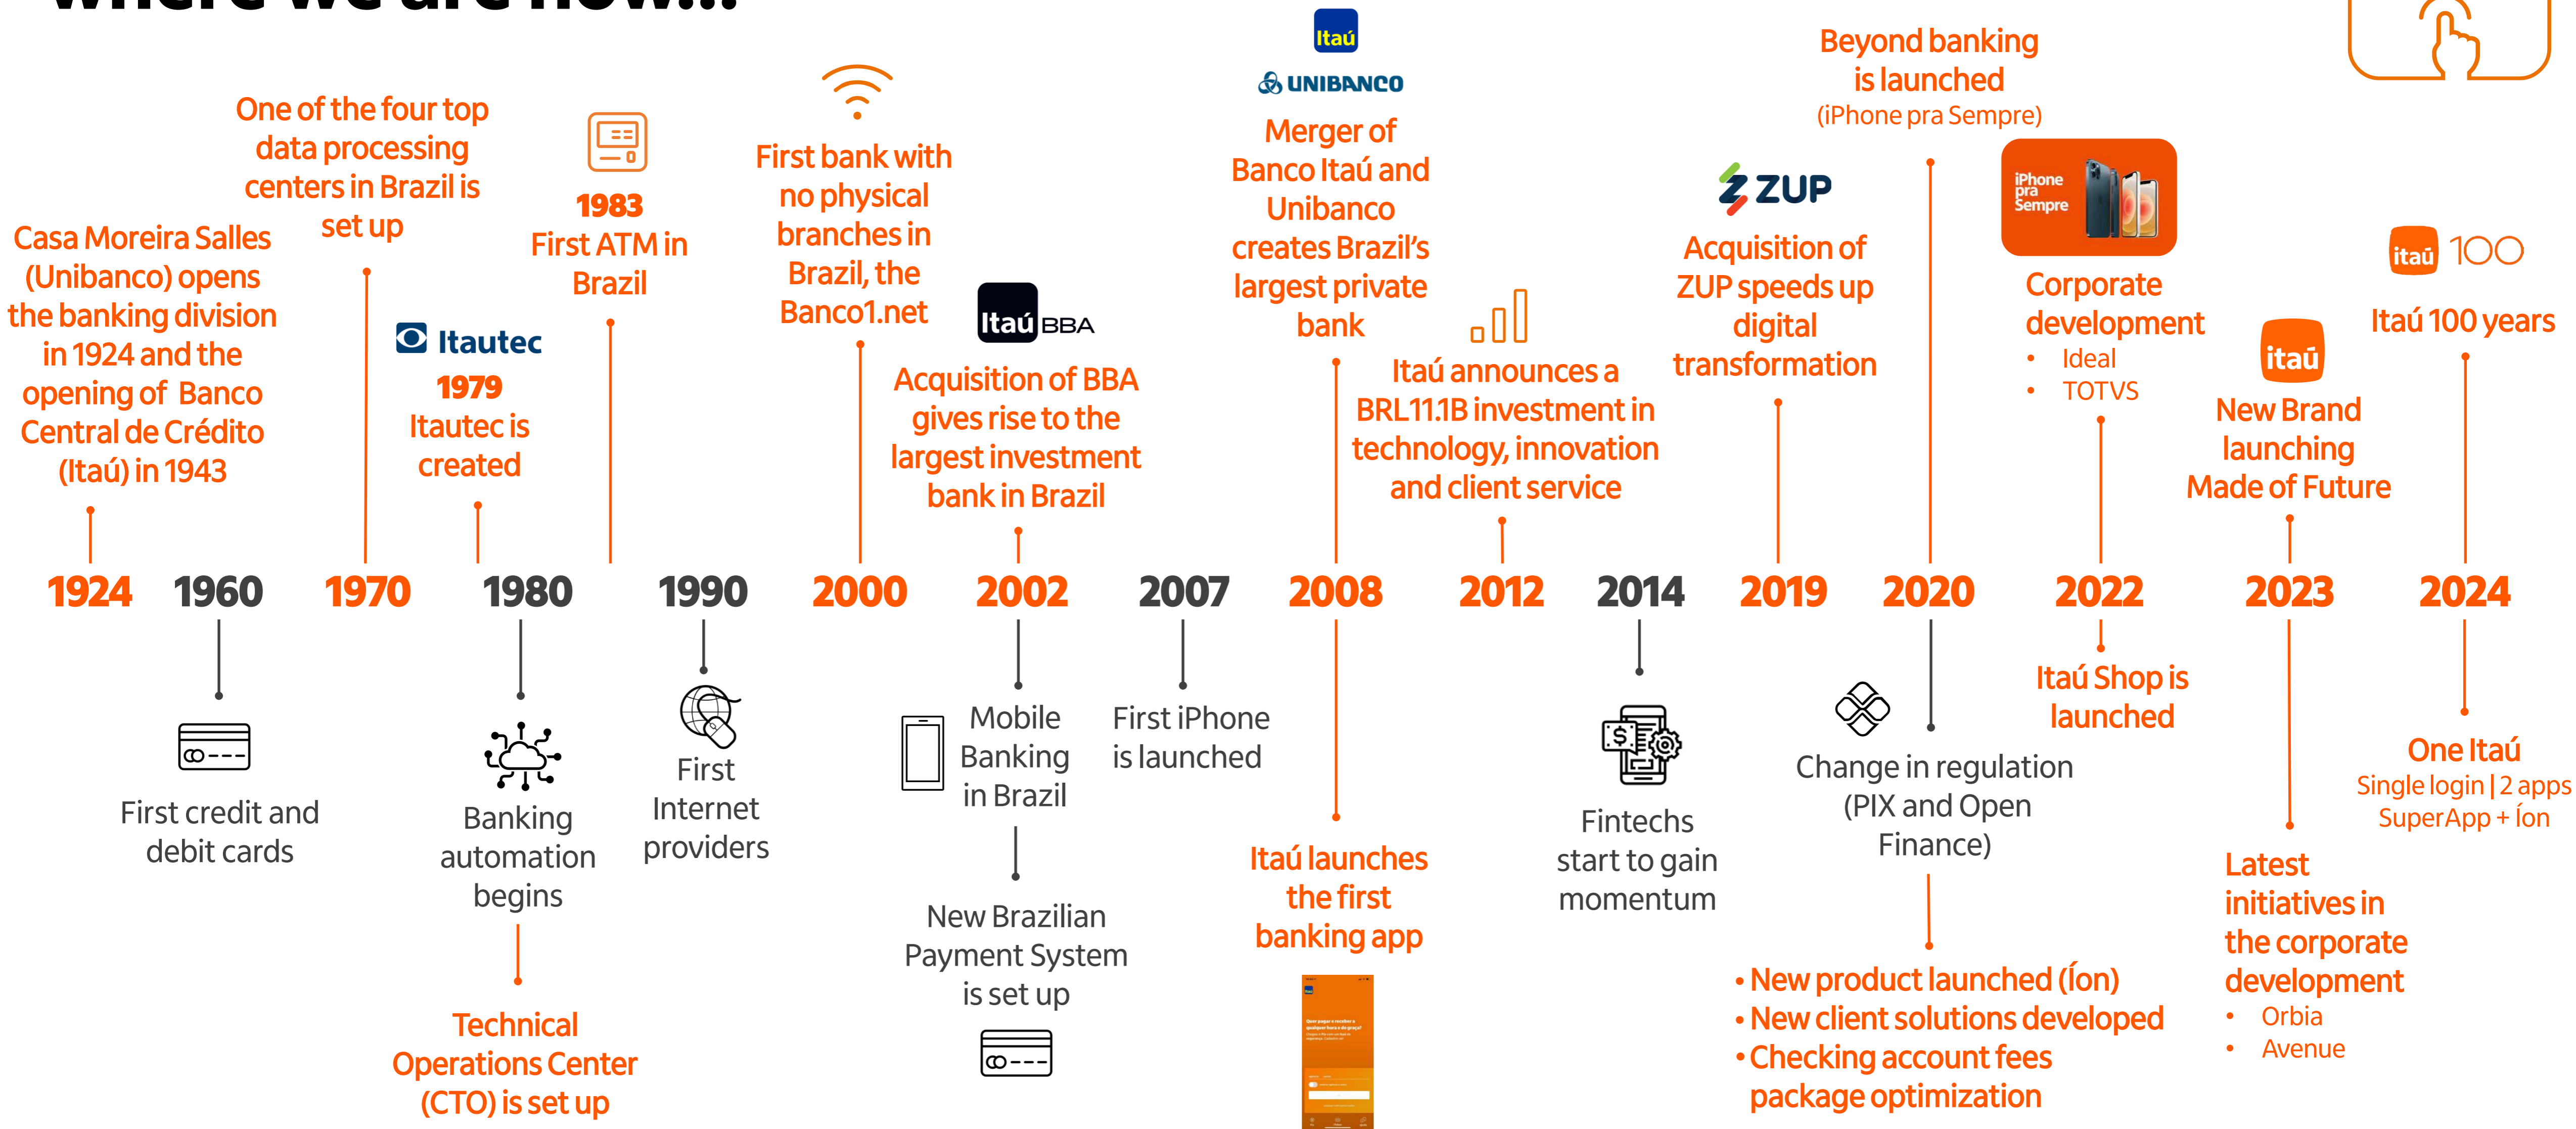 where we are now...
Casa Moreira Salles
(Unibanco) opens
the banking division
in 1924 and the
opening of Banco
Central de Crédito
(Itaú) in 1943
One of the four top
data processing
centers in Brazil is
set up
Itautec
1979
Itautec is
created
1983
First ATM in
Brazil
First bank with
no physical
branches in
Brazil, the
Banco1.net
Itaú BBA
Acquisition of BBA
gives rise to the
largest investment
bank in Brazil
Itaú
UNIBANCO
Merger of
Banco Itaú and
Unibanco
creates Brazil's
largest private
bank
Itaú announces a
BRL11.1B investment in
technology, innovation
and client service
ZUP
Acquisition of
ZUP speeds up
digital
transformation
Beyond banking
is launched
(iPhone pra Sempre)
iPhone
pra
Sempre
Corporate
development
• Ideal
• TOTVS
itaú
New Brand
launching
Made of Future
itaú 100
Itaú 100 years
1924 1960 1970 1980 1990 2000 2002 2007 2008 2012 2014 2019 2020 2022 2023 2024
First credit and
debit cards
Banking
automation
begins
Technical
Operations Center
(CTO) is set up
First
Internet
providers
Mobile
Banking
in Brazil
New Brazilian
Payment System
is set up
First iPhone
is launched
Itaú launches
the first
banking app
Fintechs
start to gain
momentum
Change in regulation
(PIX and Open
Finance)
• New product launched (Íon)
• New client solutions developed
• Checking account fees
package optimization
Itaú Shop is
launched
Latest
initiatives in
the corporate
development
• Orbia
• Avenue
One Itaú
Single login | 2 apps
SuperApp + Íon